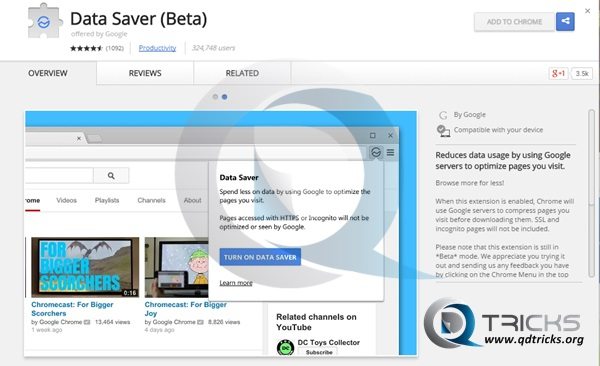 Data Saver (Beta)
offered by Google
(1092) Productivity 324,748 users
ADD TO CHROME
OVERVIEW REVIEWS RELATED
g+1 3.5k
Data Saver
Spend less on data by using Google to optimize the
pages you visit.
Pages accessed with HTTPS or Incognito will not be
optimized or seen by Google.
TURN ON DATA SAVER
Learn more
rome Videos Playlists Channels About
FOR
BIGGER
SCORCHERS
0:16
Chromecast: For Bigger
Scorchers
by Google Chrome 13,464 views
1 week ago
Chromecast: For Bigger
Joy
by Google Chrome 8,828 views
4 days ago
Related channels on
YouTube
DC Toys Collector
Subscribe
By Google
Compatible with your device
Reduces data usage by using Google
servers to optimize pages you visit.
Browse more for less!
When this extension is enabled, Chrome will
use Google servers to compress pages you
visit before downloading them. SSL and
incognito pages will not be included.
Please note that this extension is still in
*Beta* mode. We appreciate you trying it
out and sending us any feedback you have
by clicking on the Chrome Menu in the top
TRICKS
www.qdtricks.org